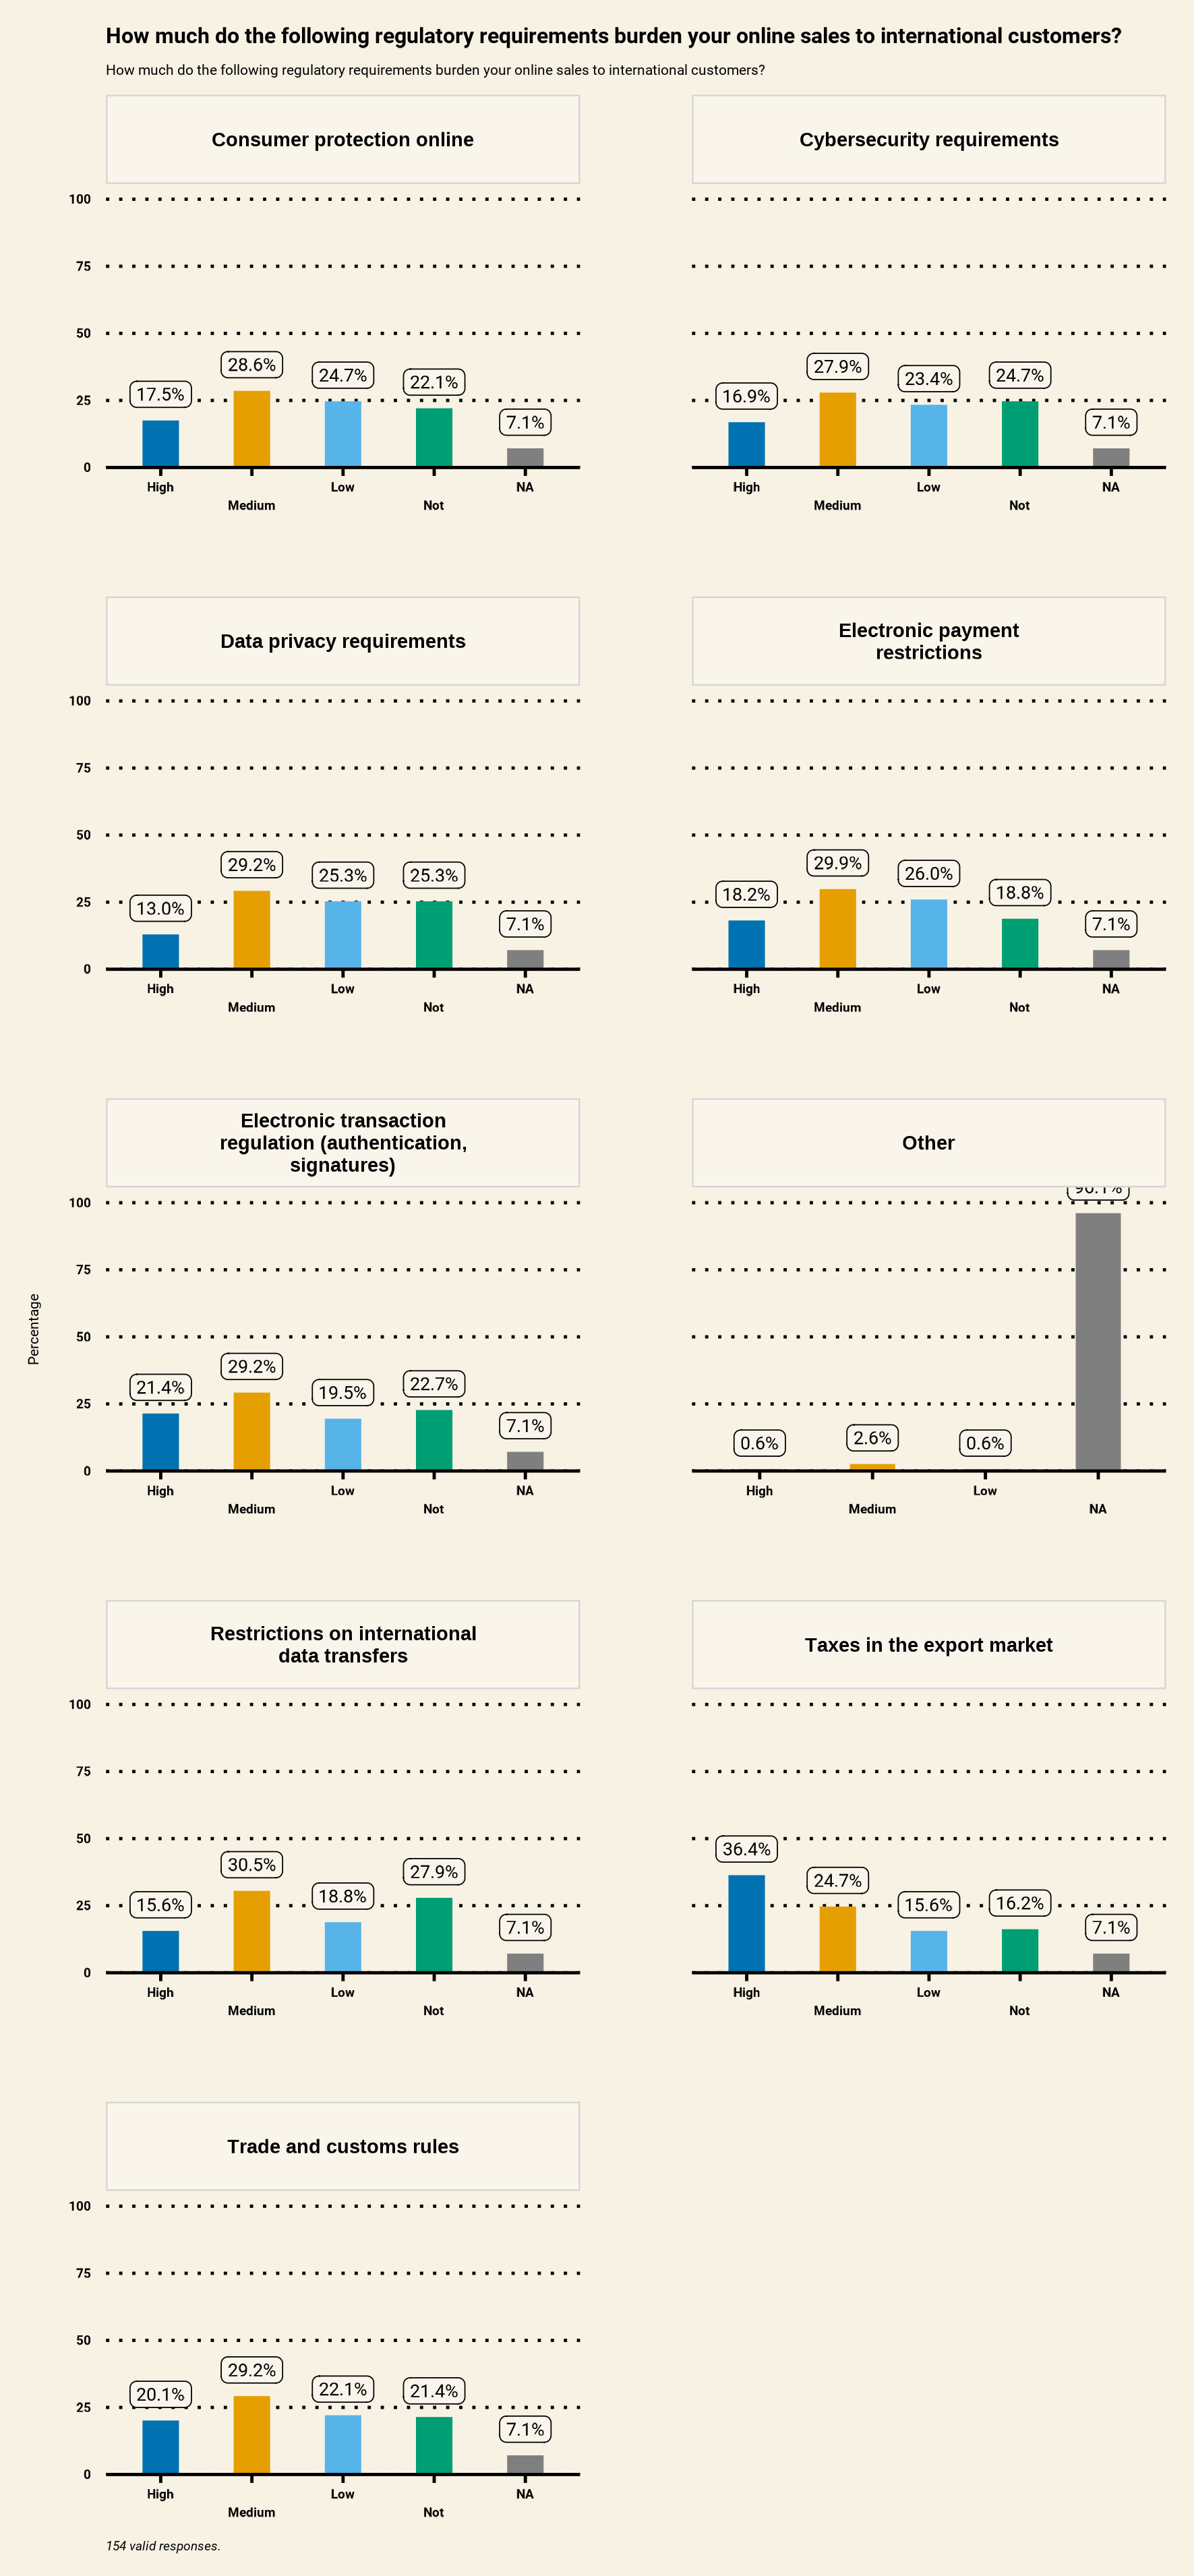 How much do the following regulatory requirements burden your online sales to international customers?
How much do the following regulatory requirements burden your online sales to international customers?
Consumer protection online
Cybersecurity requirements
100
75
50
25
0
17.5%
28.6%
24.7%
22.1%
7.1%
16.9%
27.9%
23.4%
24.7%
7.1%
High
Medium
Low
Not
NA
High
Medium
Low
Not
NA
Data privacy requirements
Electronic payment
restrictions
100
75
50
25
0
13.0%
29.2%
25.3%
25.3%
7.1%
18.2%
29.9%
26.0%
18.8%
7.1%
High
Medium
Low
Not
NA
High
Medium
Low
Not
NA
Electronic transaction
regulation (authentication,
signatures)
Other
Percentage
100
75
50
25
0
21.4%
29.2%
19.5%
22.7%
7.1%
0.6%
2.6%
0.6%
96.1%
High
Medium
Low
Not
NA
High
Medium
Low
NA
Restrictions on international
data transfers
Taxes in the export market
100
75
50
25
0
15.6%
30.5%
18.8%
27.9%
7.1%
36.4%
24.7%
15.6%
16.2%
7.1%
High
Medium
Low
Not
NA
High
Medium
Low
Not
NA
Trade and customs rules
100
75
50
25
0
20.1%
29.2%
22.1%
21.4%
7.1%
High
Medium
Low
Not
NA
154 valid responses.